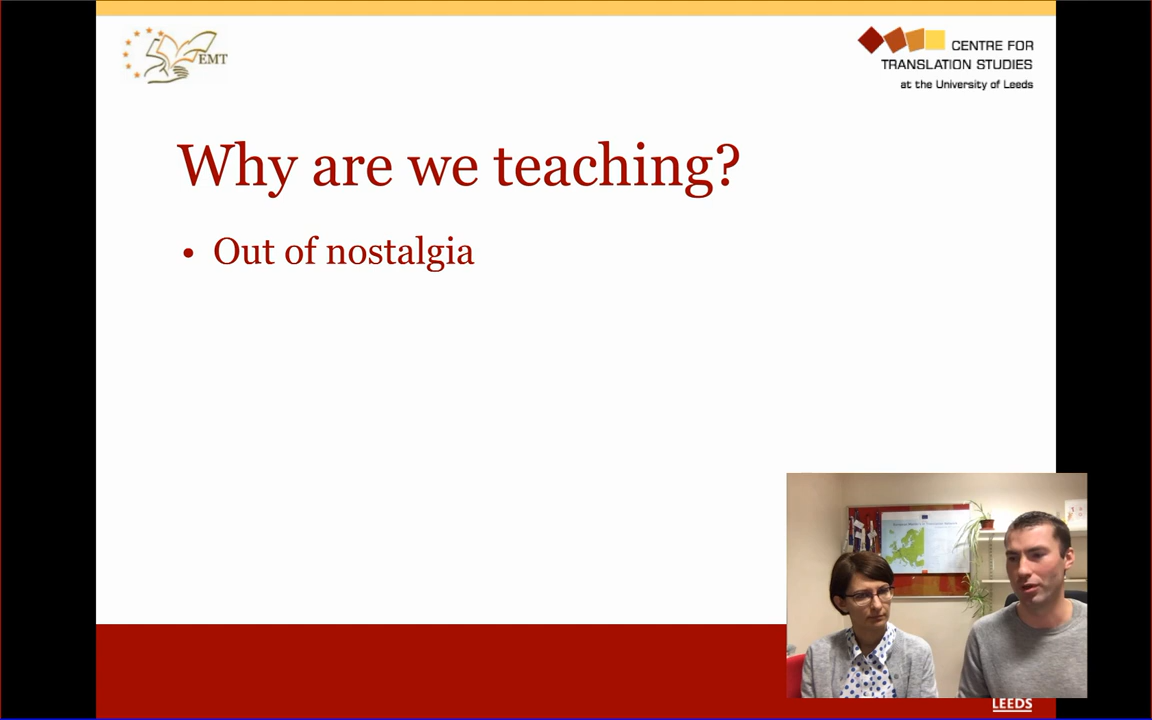 EMT
CENTRE FOR
TRANSLATION STUDIES
at the University of Leeds
Why are we teaching?
• Out of nostalgia
LEEDS